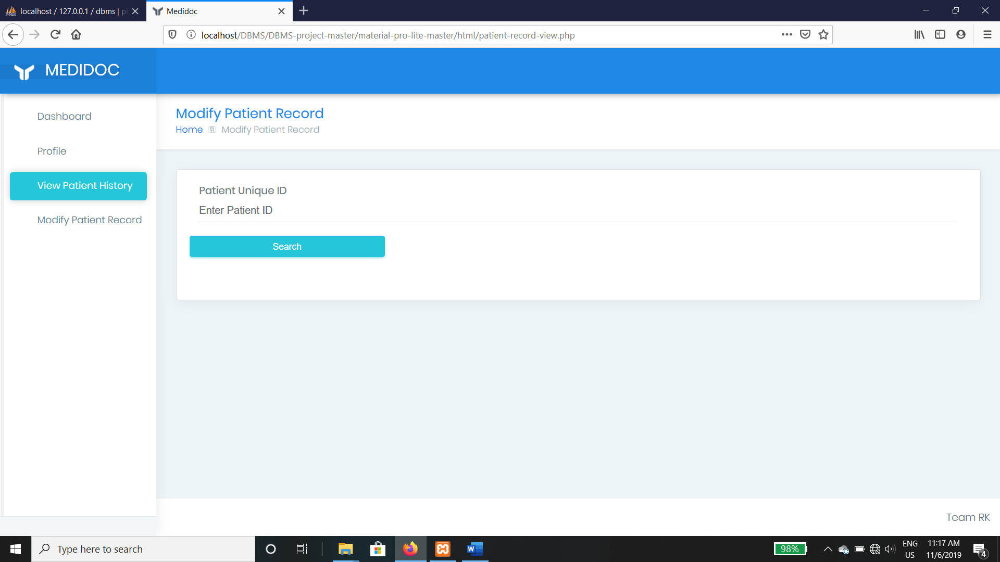 localhost / 127.0.0.1 / dbms | p
Medidoc
localhost/DBMS/DBMS-project-master/material-pro-lite-master/html/patient-record-view.php
MEDIDOC
Dashboard
Profile
View Patient History
Modify Patient Record
Modify Patient Record
Home Modify Patient Record
Patient Unique ID
Enter Patient ID
Search
Team RK
Type here to search
98%
ENG
US
11:17 AM
11/6/2019
4